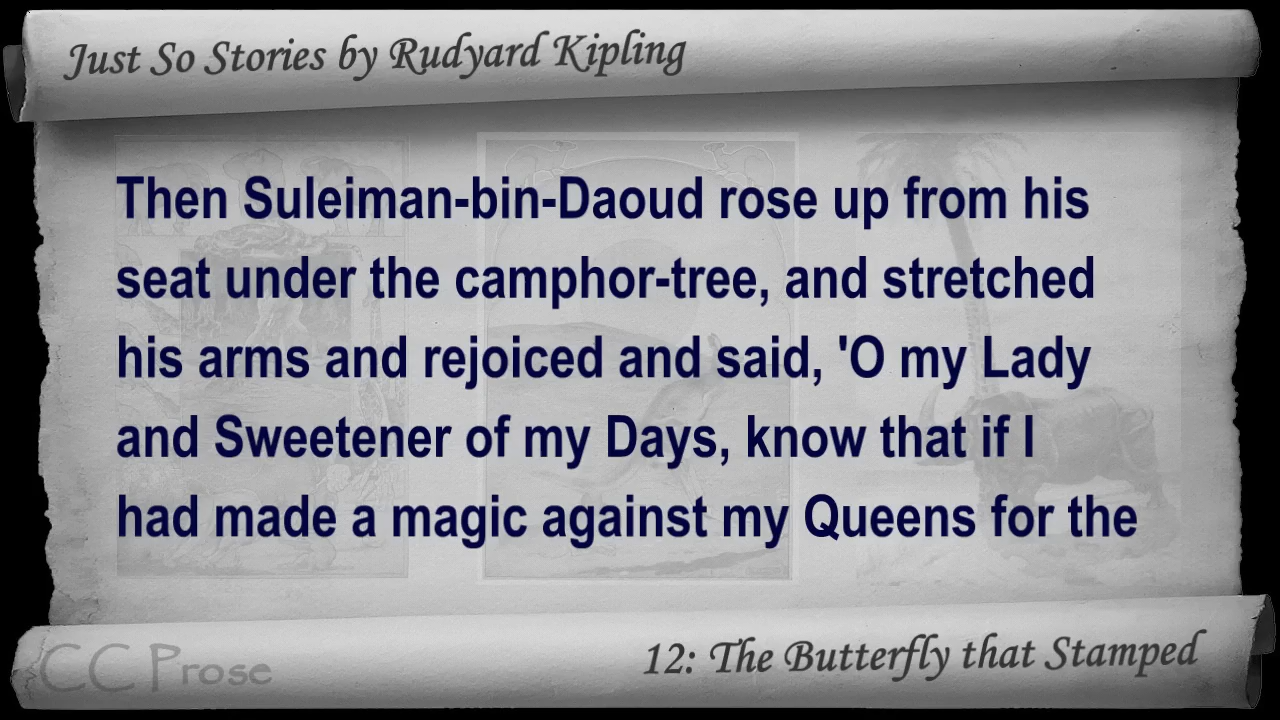 Just So Stories by Rudyard Kipling
Then Suleiman-bin-Daoud rose up from his
seat under the camphor-tree, and stretched
his arms and rejoiced and said, 'O my Lady
and Sweetener of my Days, know that if I
had made a magic against my Queens for the
CC Prose
12: The Butterfly that Stamped